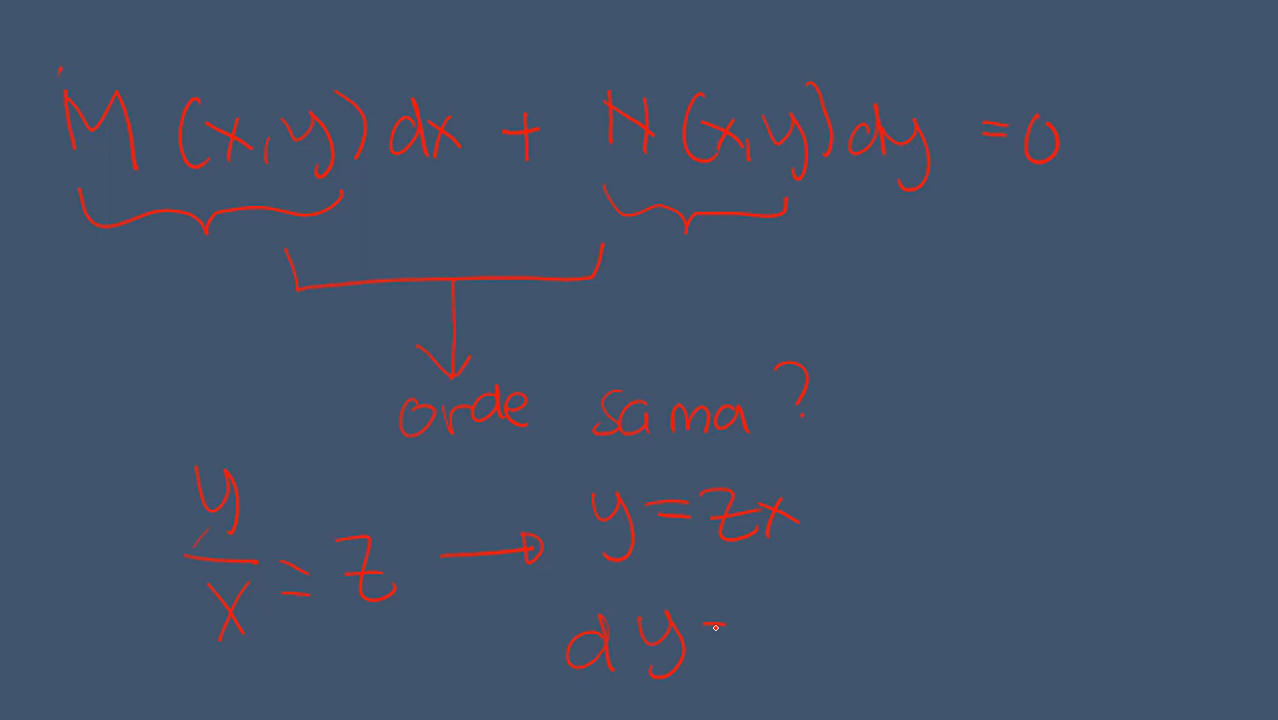 M(x,y)dx + N(x,y)dy = 0
orde sama?
y/x = z → y = zx
dy =